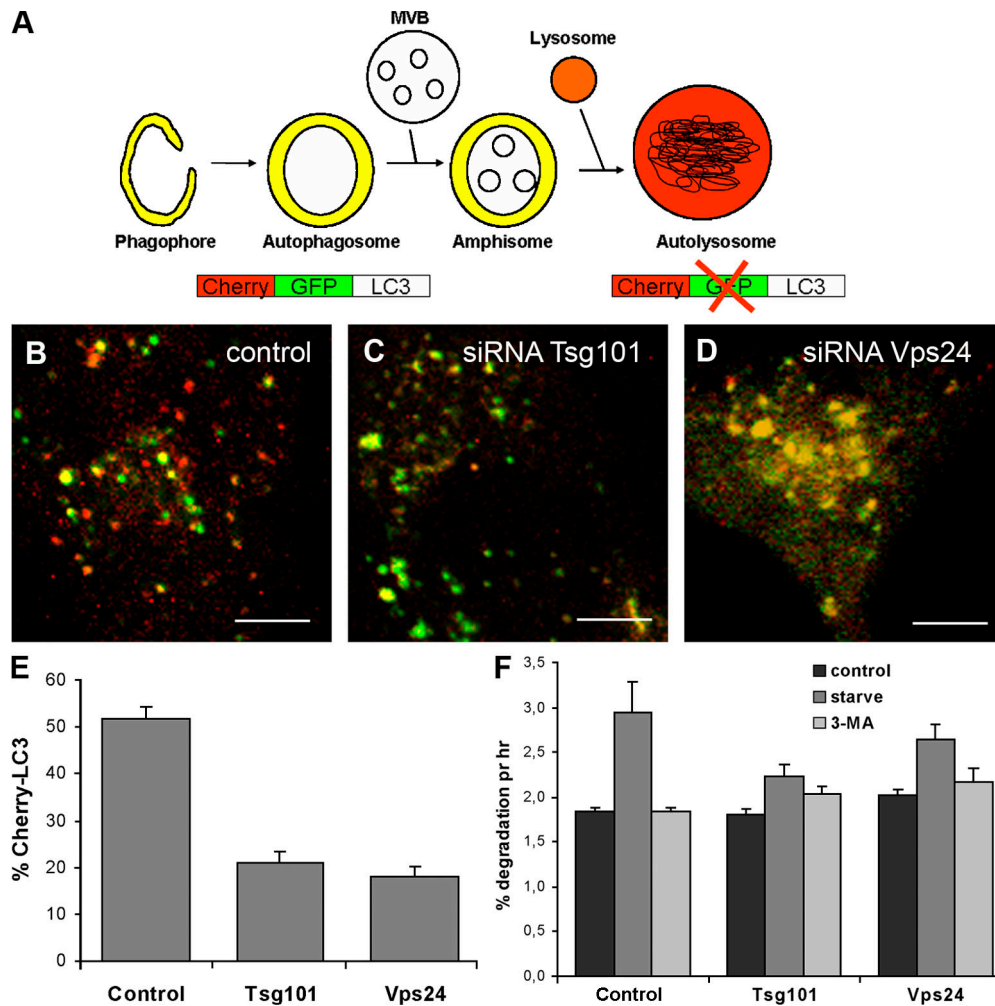 A
MVB
Lysosome
Phagophore Autophagosome Amphisome Autolysosome
Cherry GFP LC3 Cherry GFP LC3
B control
C siRNA Tsg101
D siRNA Vps24
E
% Cherry-LC3
60
50
40
30
20
10
0
Control Tsg101 Vps24
F
% degradation pr hr
3,5
3,0
2,5
2,0
1,5
1,0
0,5
0,0
control
starve
3-MA
Control Tsg101 Vps24